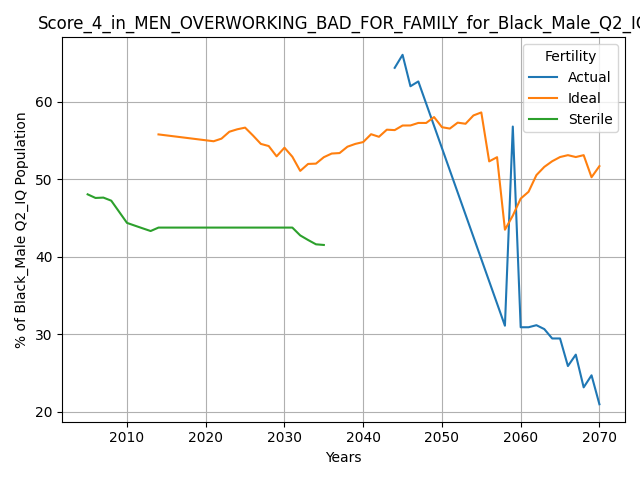 Score_4_in_MEN_OVERWORKING_BAD_FOR_FAMILY_for_Black_Male_Q2_IQ
Fertility
Actual
Ideal
Sterile
% of Black_Male Q2_IQ Population
60
50
40
30
20
2010 2020 2030 2040 2050 2060 2070
Years